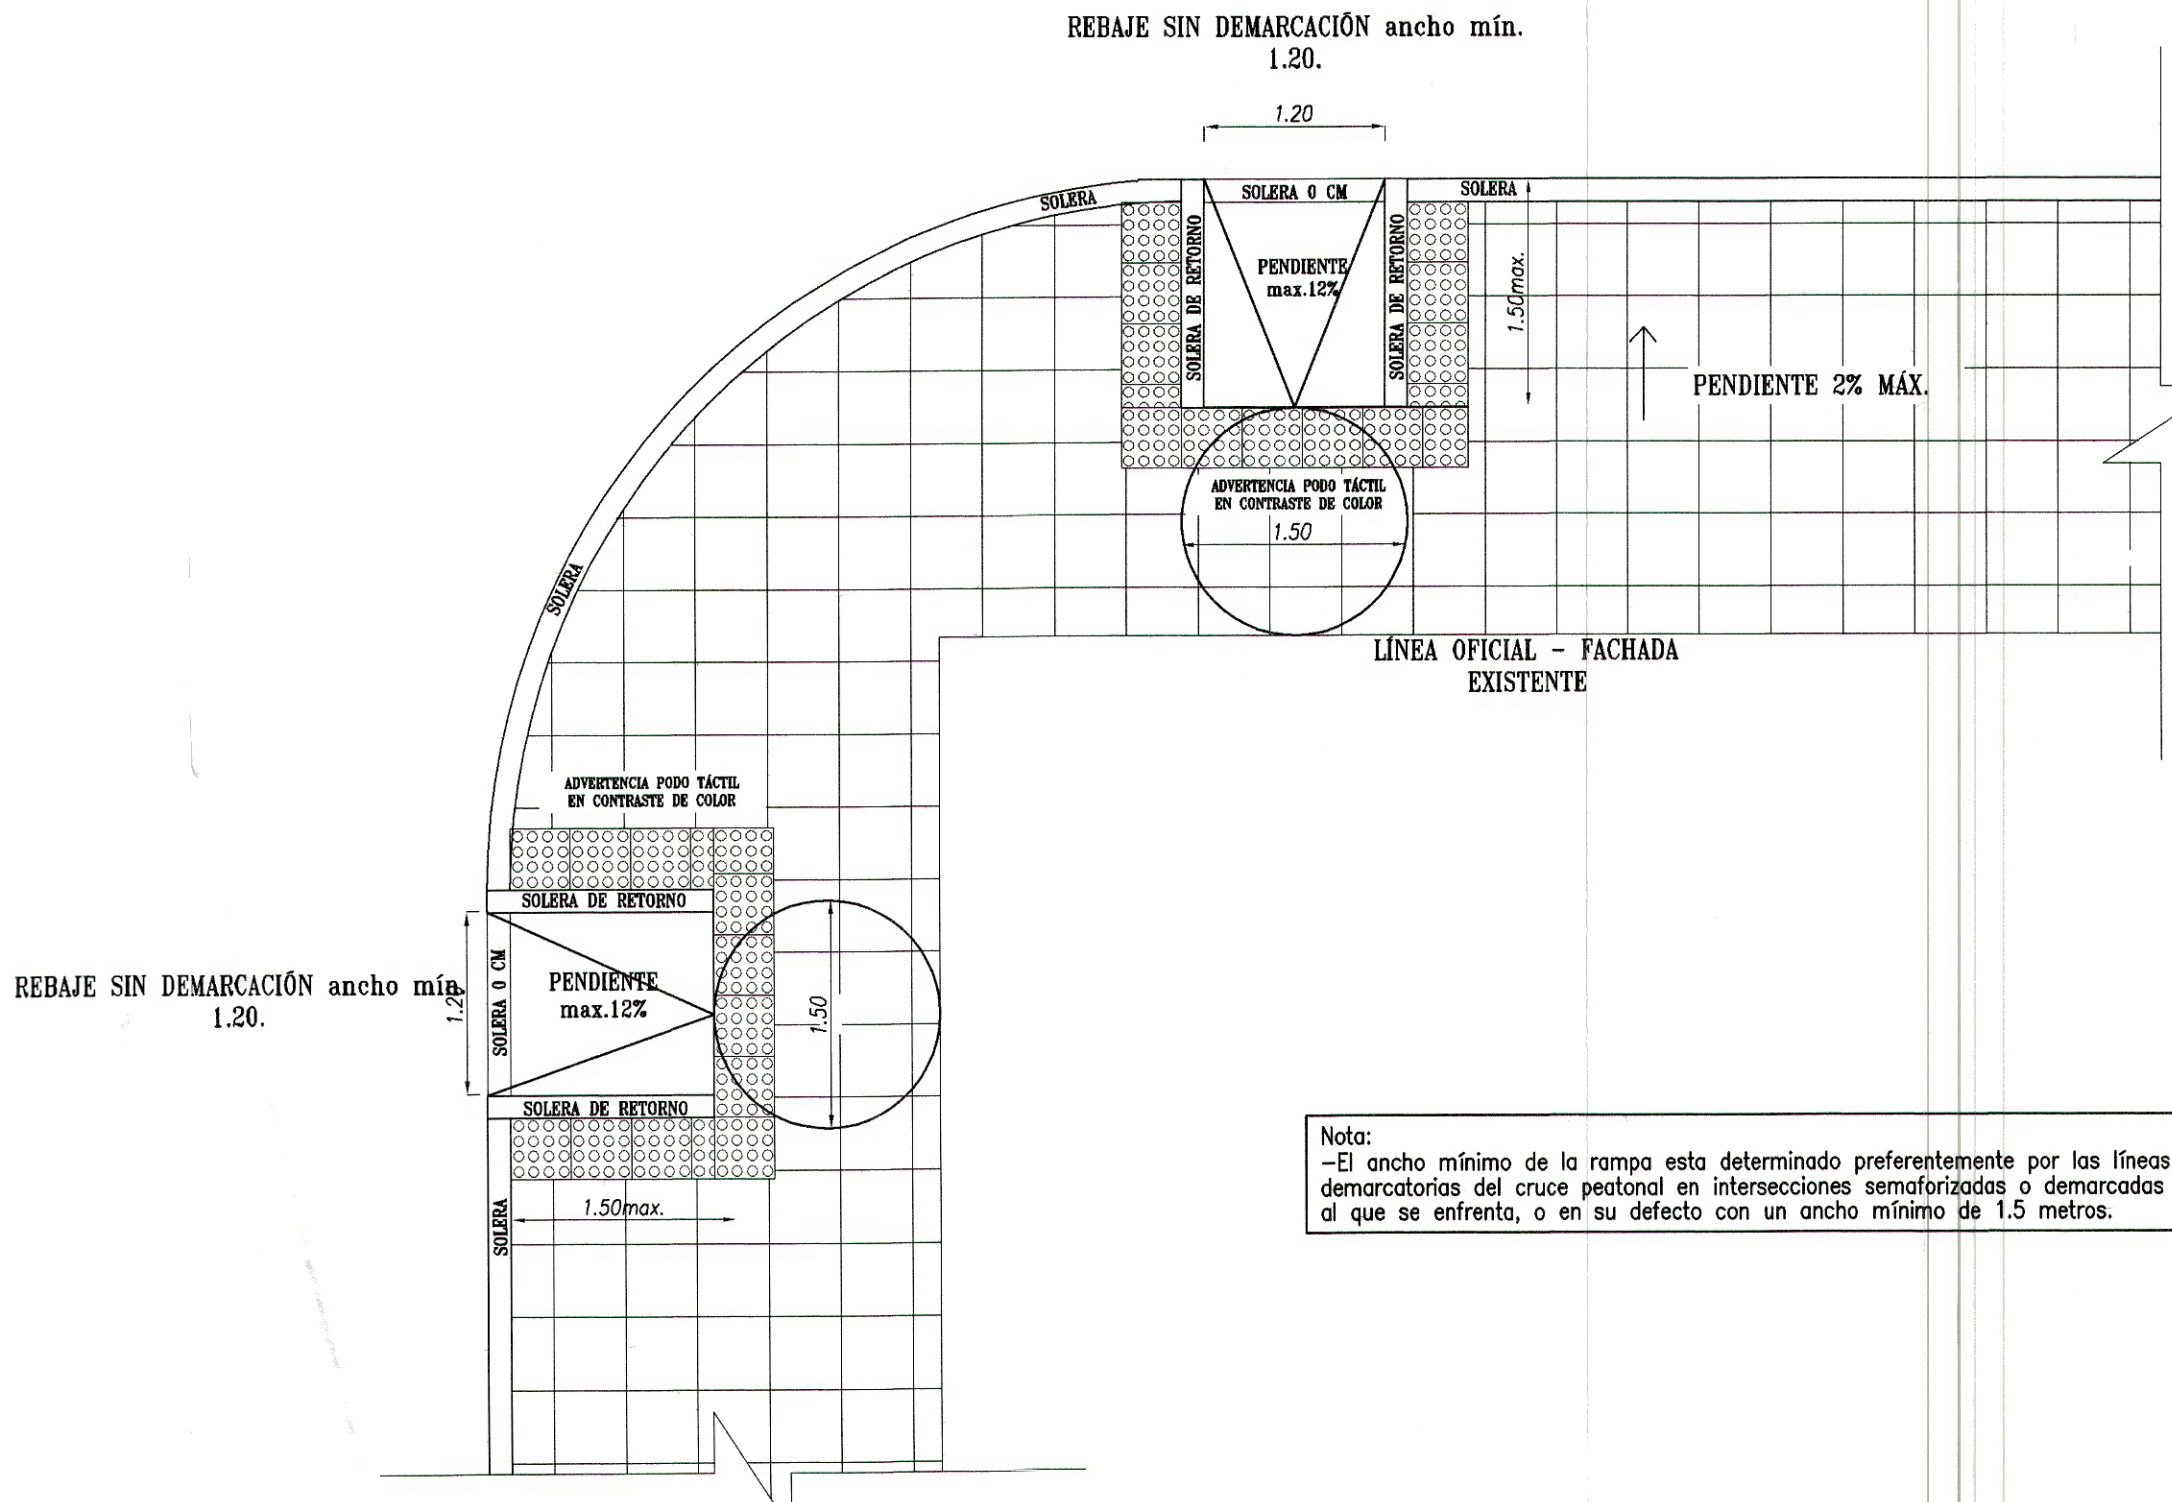 REBAJE SIN DEMARCACIÓN ancho mín.
1.20.
1.20
SOLERA
SOLERA 0 CM
SOLERA
SOLERA DE RETORNO
PENDIENTE
max.12%
SOLERA DE RETORNO
1.50max.
PENDIENTE 2% MÁX.
ADVERTENCIA PODO TÁCTIL
EN CONTRASTE DE COLOR
1.50
SOLERA
LÍNEA OFICIAL - FACHADA
EXISTENTE
ADVERTENCIA PODO TÁCTIL
EN CONTRASTE DE COLOR
SOLERA DE RETORNO
REBAJE SIN DEMARCACIÓN ancho mín.
1.20.
1.20
SOLERA 0 CM
PENDIENTE
max.12%
1.50
SOLERA DE RETORNO
1.50max.
SOLERA
Nota:
-El ancho mínimo de la rampa esta determinado preferentemente por las líneas
demarcatorias del cruce peatonal en intersecciones semaforizadas o demarcadas
al que se enfrenta, o en su defecto con un ancho mínimo de 1.5 metros.